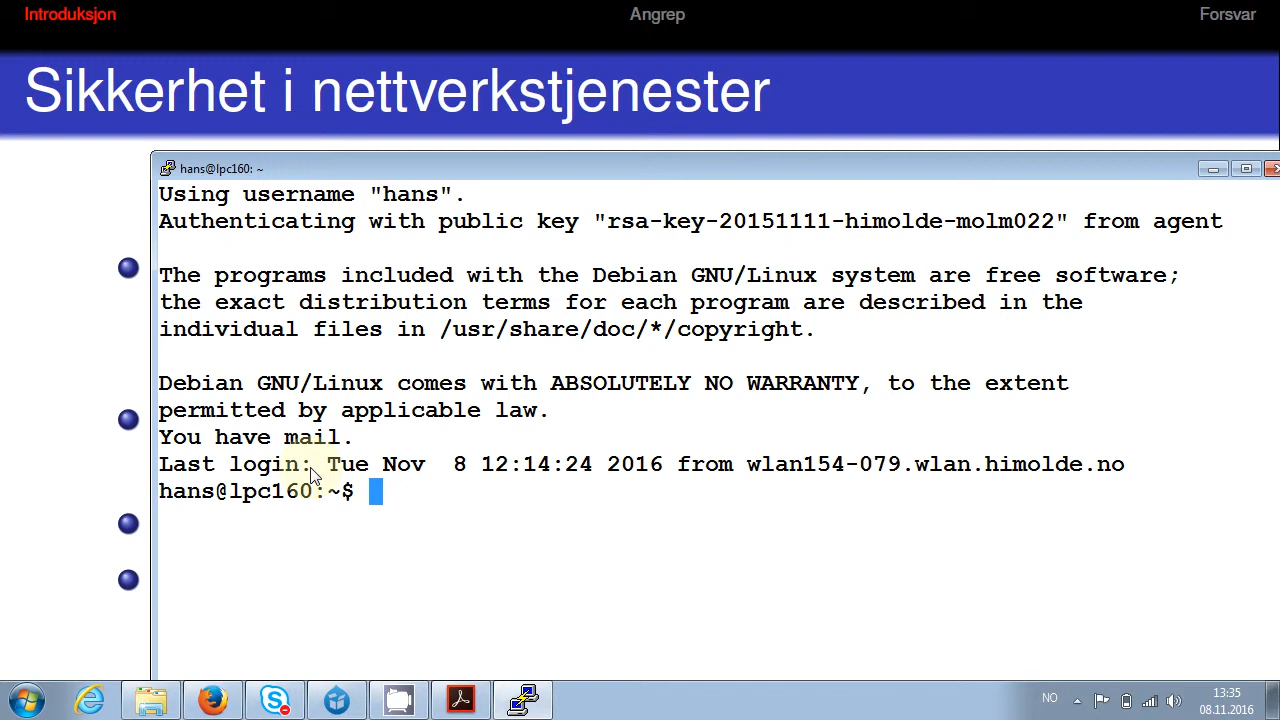 Introduksjon
Angrep
Forsvar
Sikkerhet i nettverkstjenester
hans@lpc160: ~
Using username "hans".
Authenticating with public key "rsa-key-20151111-himolde-molm022" from agent
The programs included with the Debian GNU/Linux system are free software;
the exact distribution terms for each program are described in the
individual files in /usr/share/doc/*/copyright.
Debian GNU/Linux comes with ABSOLUTELY NO WARRANTY, to the extent
permitted by applicable law.
You have mail.
Last login: Tue Nov  8 12:14:24 2016 from wlan154-079.wlan.himolde.no
hans@lpc160:~$
NO
13:35
08.11.2016